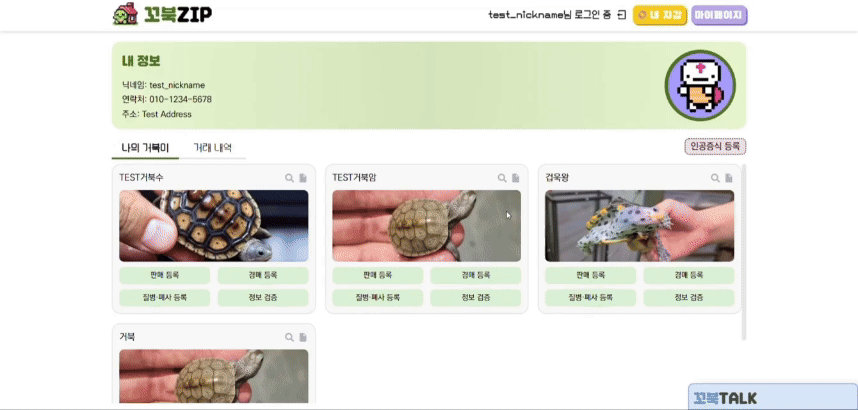 꼬북ZIP
test_nickname님 로그인 중
내 지갑
마이페이지
내 정보
닉네임: test_nickname
연락처: 010-1234-5678
주소: Test Address
나의 거북이
거래 내역
인공증식 등록
TEST거북수
TEST거북암
겁욱왕
판매 등록
경매 등록
판매 등록
경매 등록
판매 등록
경매 등록
질병·폐사 등록
정보 검증
질병·폐사 등록
정보 검증
질병·폐사 등록
정보 검증
거북
꼬북TALK